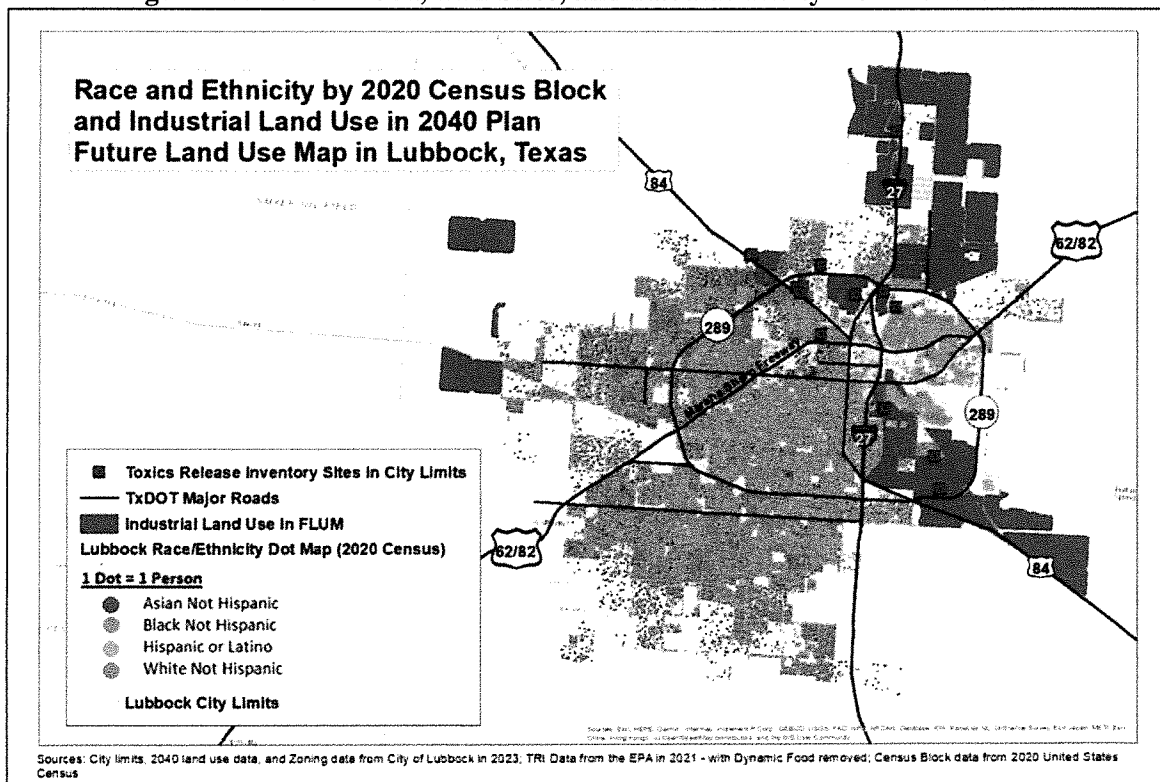 Race and Ethnicity by 2020 Census Block
and Industrial Land Use in 2040 Plan
Future Land Use Map in Lubbock, Texas
84
27
62/82
289
Marsha Sharp Freeway
289
27
Toxics Release Inventory Sites in City Limits
TxDOT Major Roads
Industrial Land Use in FLUM
Lubbock Race/Ethnicity Dot Map (2020 Census)
1 Dot = 1 Person
Asian Not Hispanic
Black Not Hispanic
Hispanic or Latino
White Not Hispanic
Lubbock City Limits
62/82
84
Sources: City limits, 2040 land use data, and Zoning data from City of Lubbock in 2023; TRI Data from the EPA in 2021 - with Dynamic Food removed; Census Block data from 2020 United States
Census